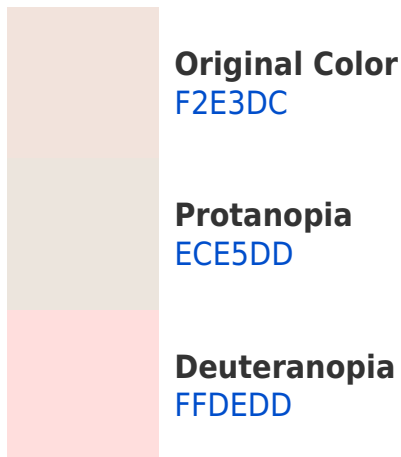 Original Color
F2E3DC
Protanopia
ECE5DD
Deuteranopia
FFDEDD